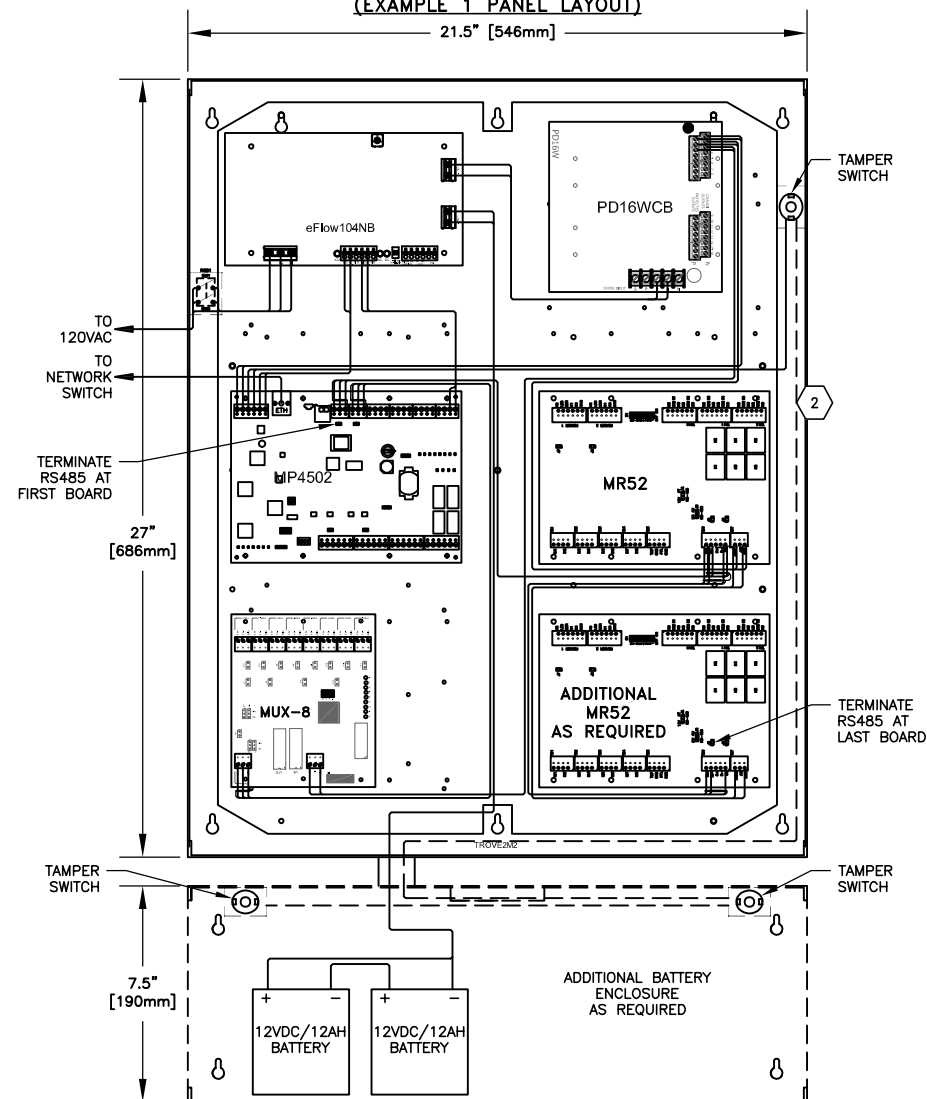 (EXAMPLE 1 PANEL LAYOUT)
21.5" [546mm]
TAMPER
SWITCH
PD16W
PD16WCB
eFlow104NB
TO
120VAC
TO
NETWORK
SWITCH
2
ETH
TERMINATE
RS485 AT
FIRST BOARD
MP4502
MR52
27"
[686mm]
MUX-8
ADDITIONAL
MR52
AS REQUIRED
TERMINATE
RS485 AT
LAST BOARD
TROVE2M2
TAMPER
SWITCH
TAMPER
SWITCH
7.5"
[190mm]
ADDITIONAL BATTERY
ENCLOSURE
AS REQUIRED
+ −
12VDC/12AH
BATTERY
+ −
12VDC/12AH
BATTERY